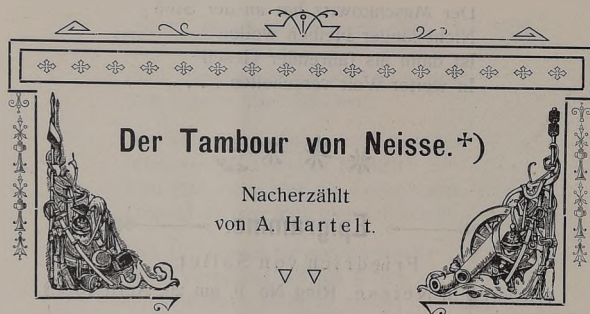 Der Tambour von Neisse.†)
Nacherzählt
von A. Hartelt.